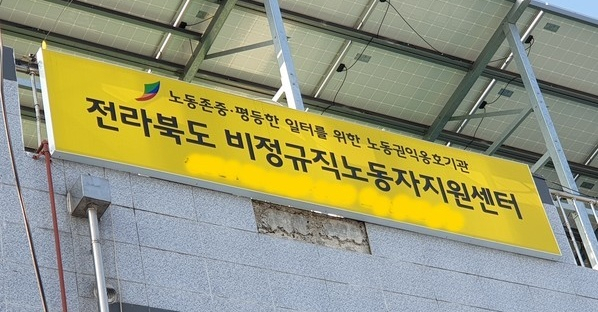 노동존중·평등한 일터를 위한 노동권익옹호기관
전라북도 비정규직노동자지원센터